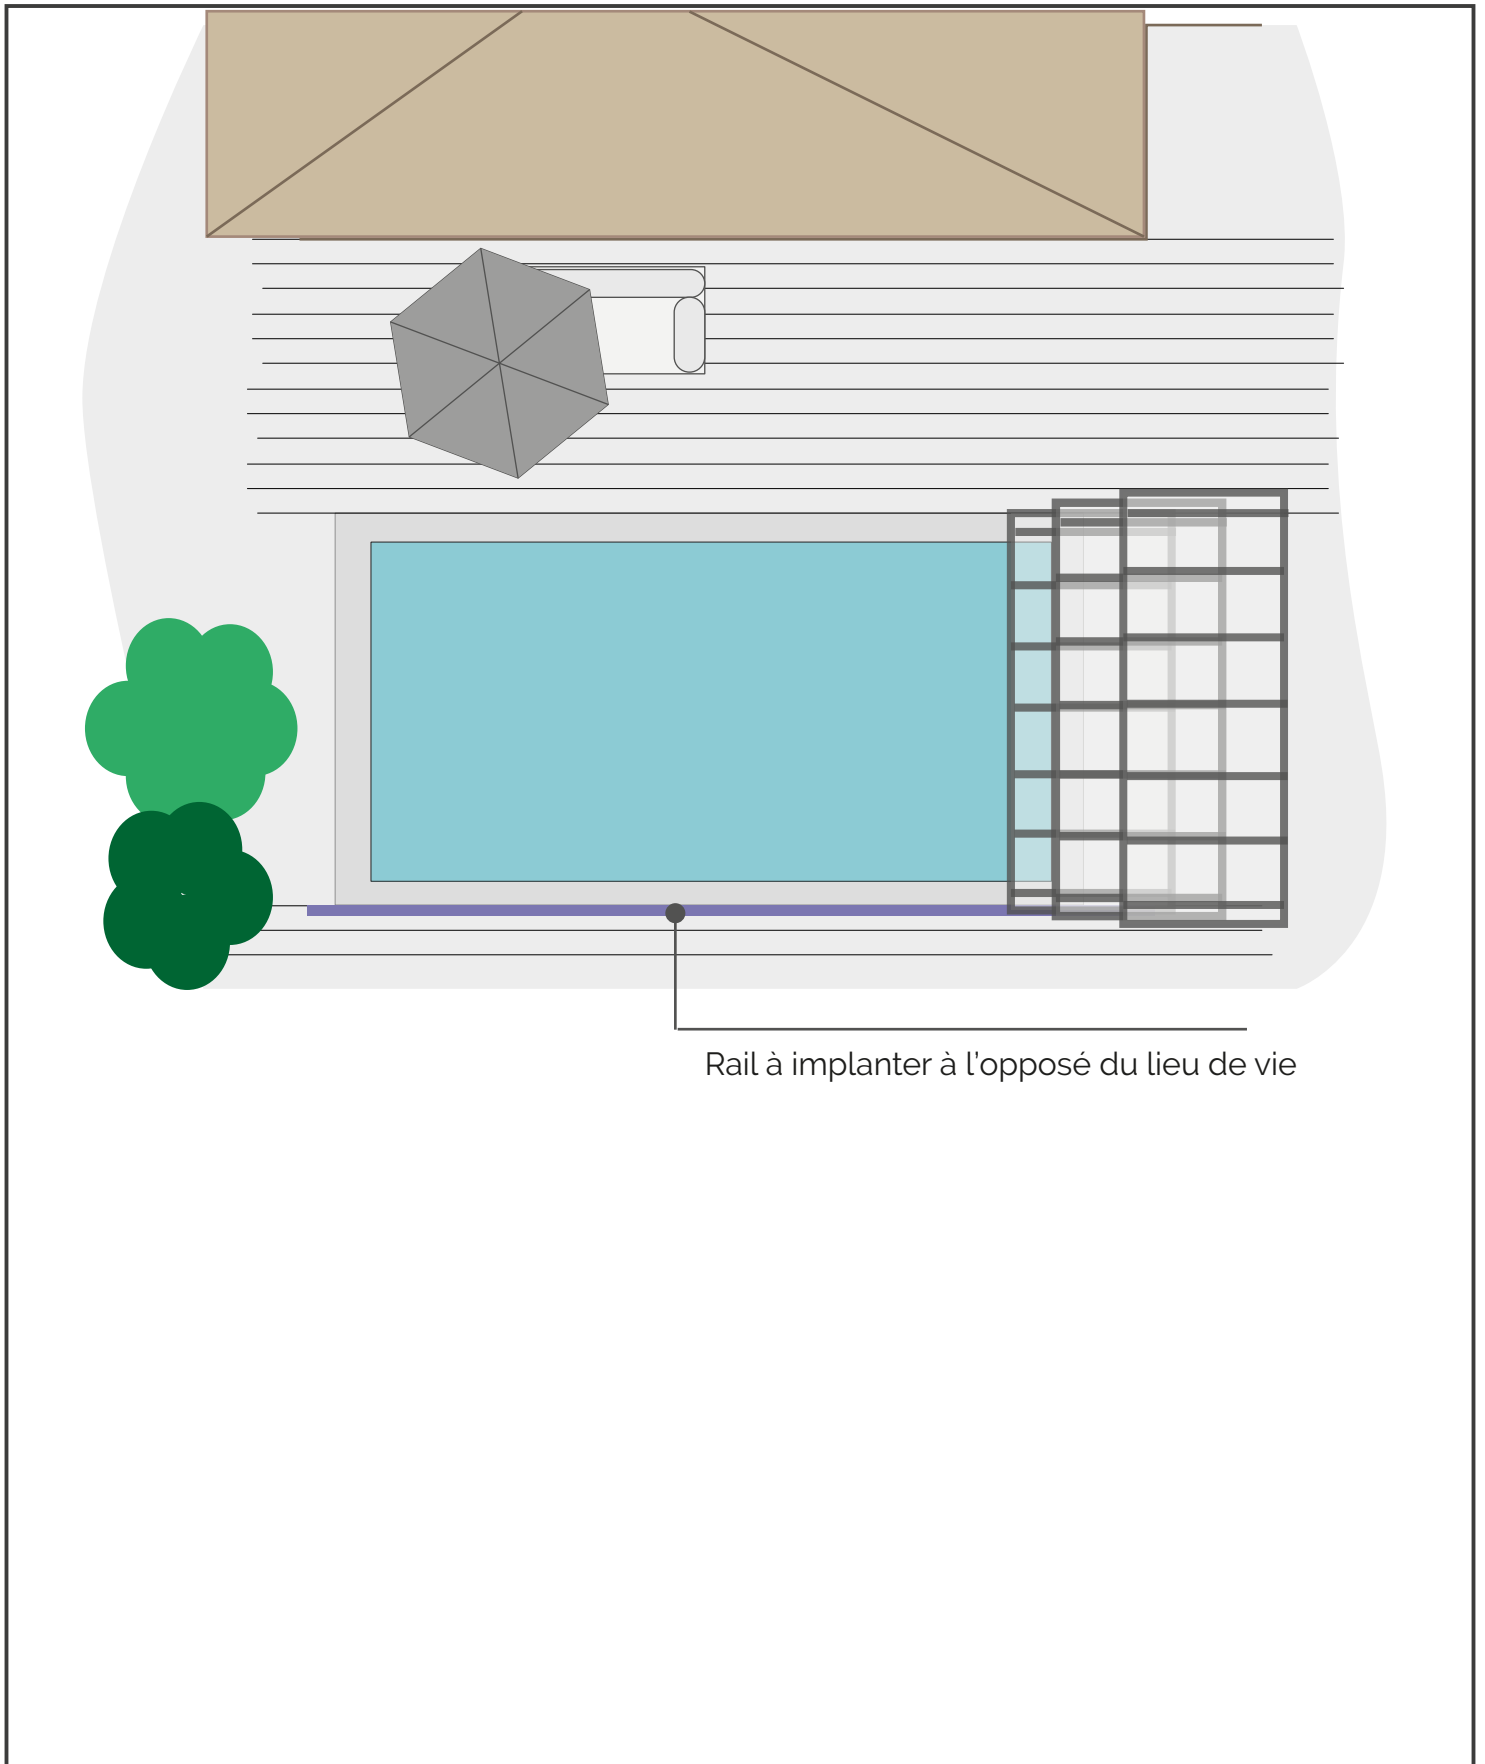 Rail à implanter à l’opposé du lieu de vie